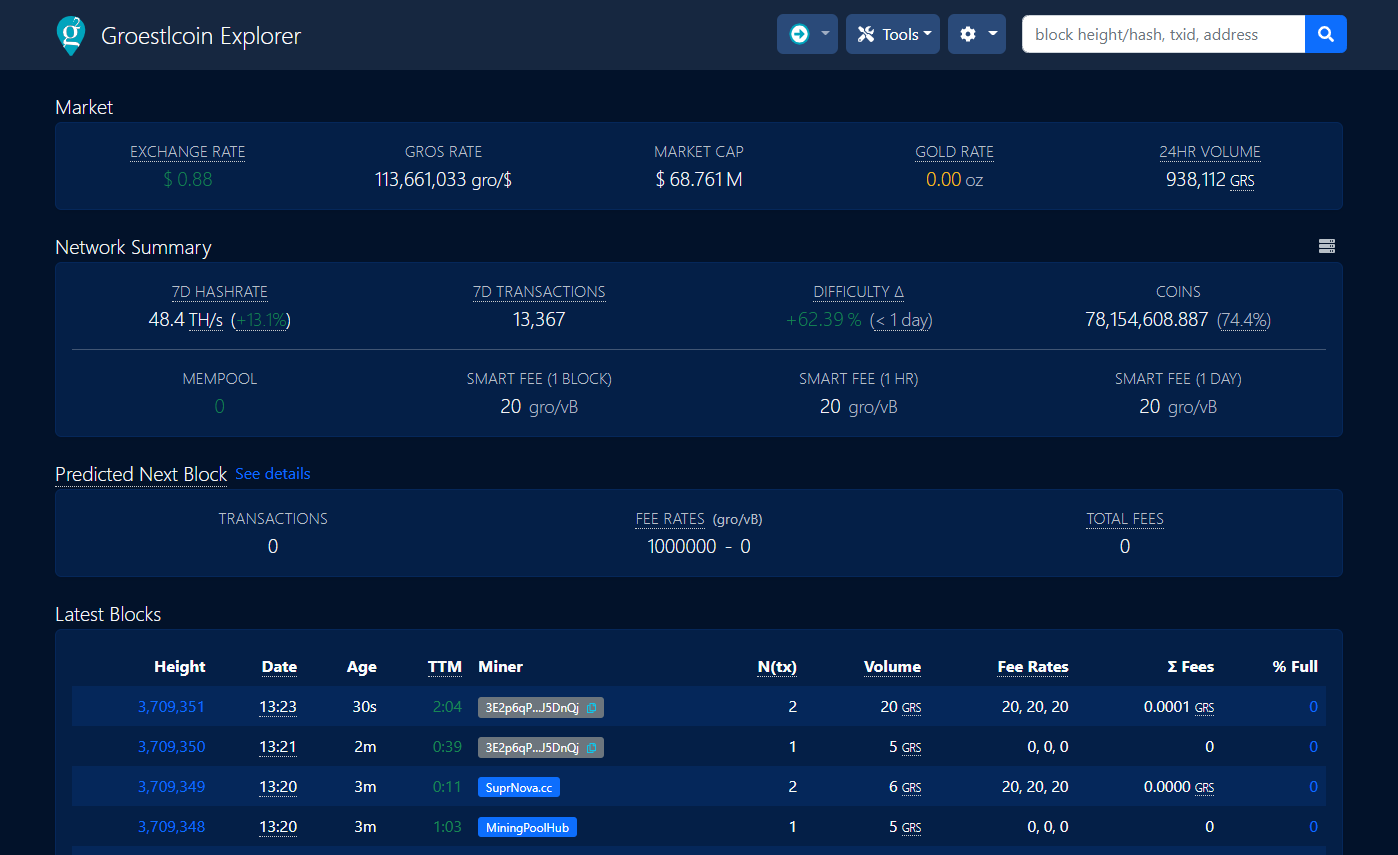 g2 Groestlcoin Explorer Tools block height/hash, txid, address
Market
EXCHANGE RATE GROS RATE MARKET CAP GOLD RATE 24HR VOLUME
$ 0.88 113,661,033 gro/$ $ 68.761 M 0.00 oz 938,112 GRS
Network Summary
7D HASHRATE 7D TRANSACTIONS DIFFICULTY Δ COINS
48.4 TH/s (+13.1%) 13,367 +62.39 % (< 1 day) 78,154,608.887 (74.4%)
MEMPOOL SMART FEE (1 BLOCK) SMART FEE (1 HR) SMART FEE (1 DAY)
0 20 gro/vB 20 gro/vB 20 gro/vB
Predicted Next Block See details
TRANSACTIONS FEE RATES (gro/vB) TOTAL FEES
0 1000000 - 0 0
Latest Blocks
Height Date Age TTM Miner N(tx) Volume Fee Rates Σ Fees % Full
3,709,351 13:23 30s 2:04 3E2p6qP...J5DnQj 2 20 GRS 20, 20, 20 0.0001 GRS 0
3,709,350 13:21 2m 0:39 3E2p6qP...J5DnQj 1 5 GRS 0, 0, 0 0 0
3,709,349 13:20 3m 0:11 SuprNova.cc 2 6 GRS 20, 20, 20 0.0000 GRS 0
3,709,348 13:20 3m 1:03 MiningPoolHub 1 5 GRS 0, 0, 0 0 0